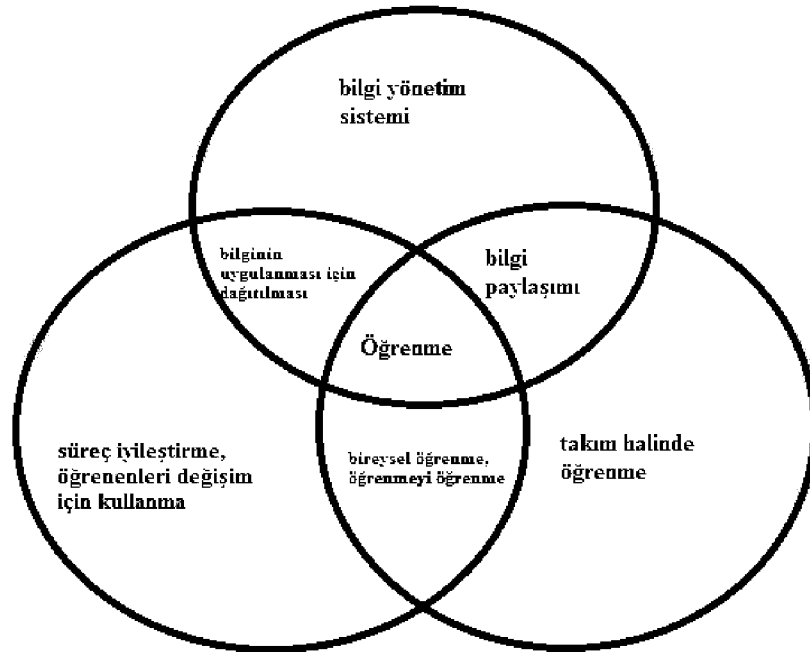 bilgi yönetim
sistemi
bilginin
uygulanması için
dağıtılması
bilgi
paylaşımı
Öğrenme
süreç iyileştirme,
öğrenenleri değişim
için kullanma
bireysel öğrenme,
öğrenmeyi öğrenme
takım halinde
öğrenme